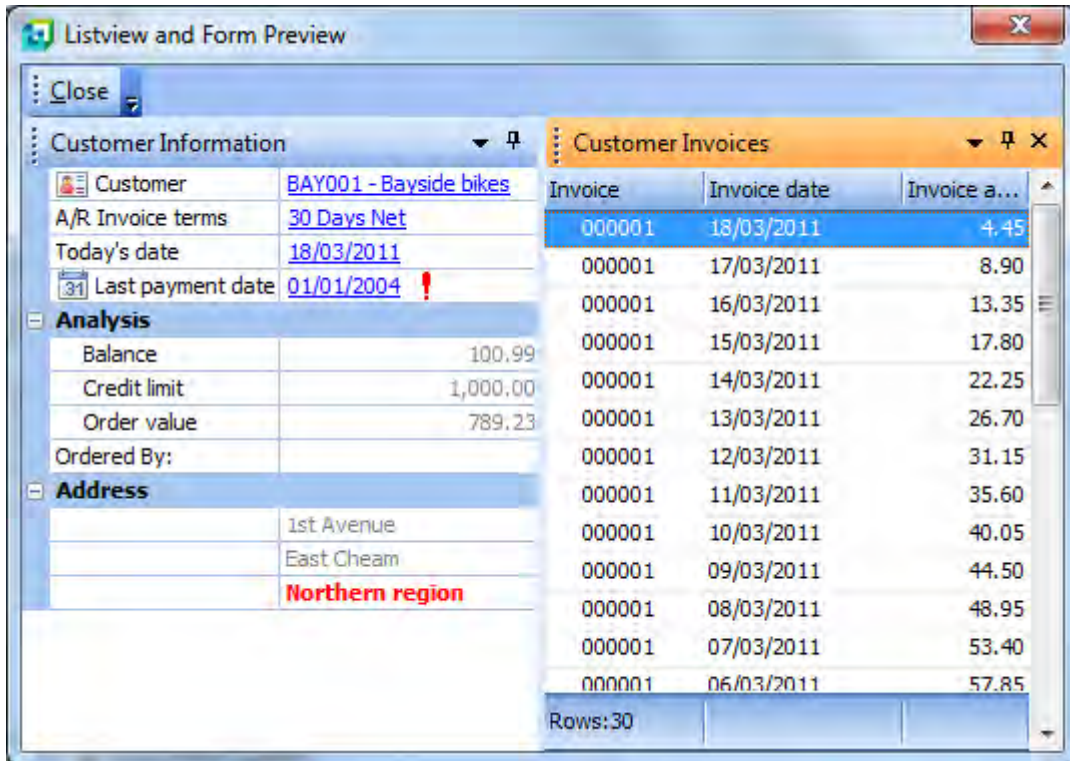 Listview and Form Preview
Close
Customer Information
Customer BAY001 - Bayside bikes
A/R Invoice terms 30 Days Net
Today's date 18/03/2011
31 Last payment date 01/01/2004 !
Analysis
Balance 100.99
Credit limit 1,000.00
Order value 789.23
Ordered By:
Address
1st Avenue
East Cheam
Northern region
Customer Invoices
Invoice Invoice date Invoice a...
000001 18/03/2011 4.45
000001 17/03/2011 8.90
000001 16/03/2011 13.35
000001 15/03/2011 17.80
000001 14/03/2011 22.25
000001 13/03/2011 26.70
000001 12/03/2011 31.15
000001 11/03/2011 35.60
000001 10/03/2011 40.05
000001 09/03/2011 44.50
000001 08/03/2011 48.95
000001 07/03/2011 53.40
000001 06/03/2011 57.85
Rows:30